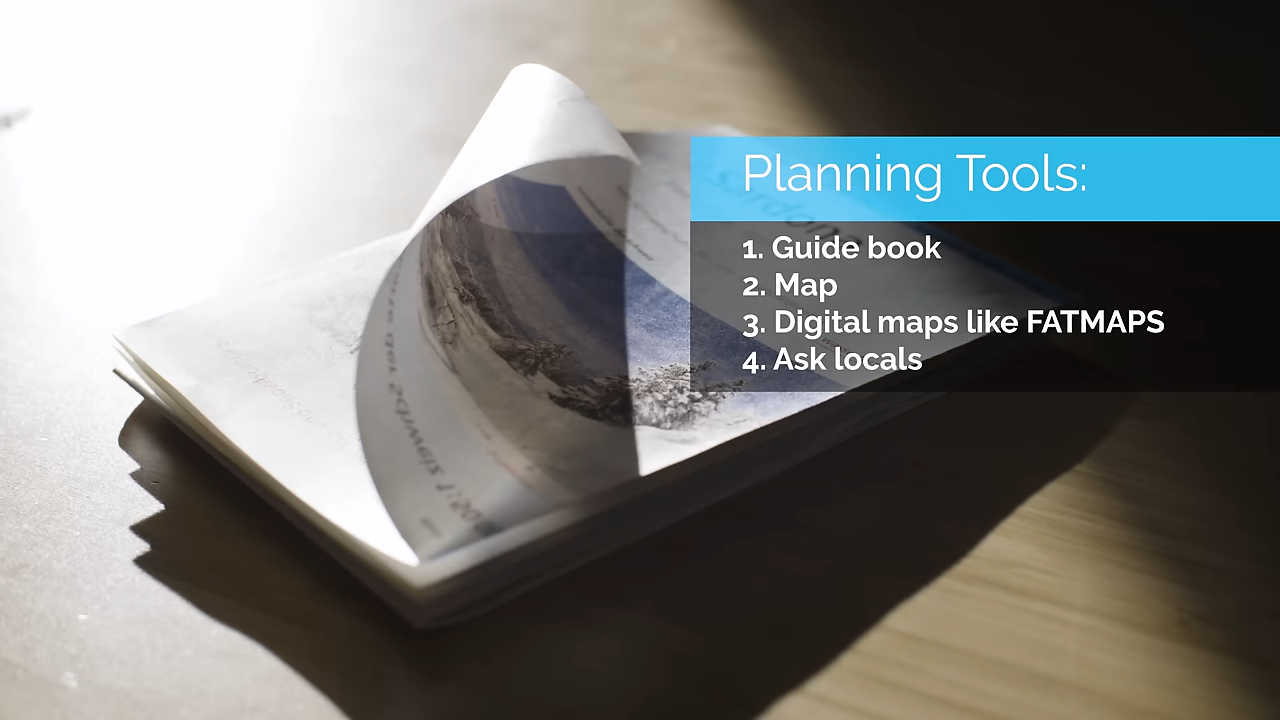 Planning Tools:
1. Guide book
2. Map
3. Digital maps like FATMAPS
4. Ask locals